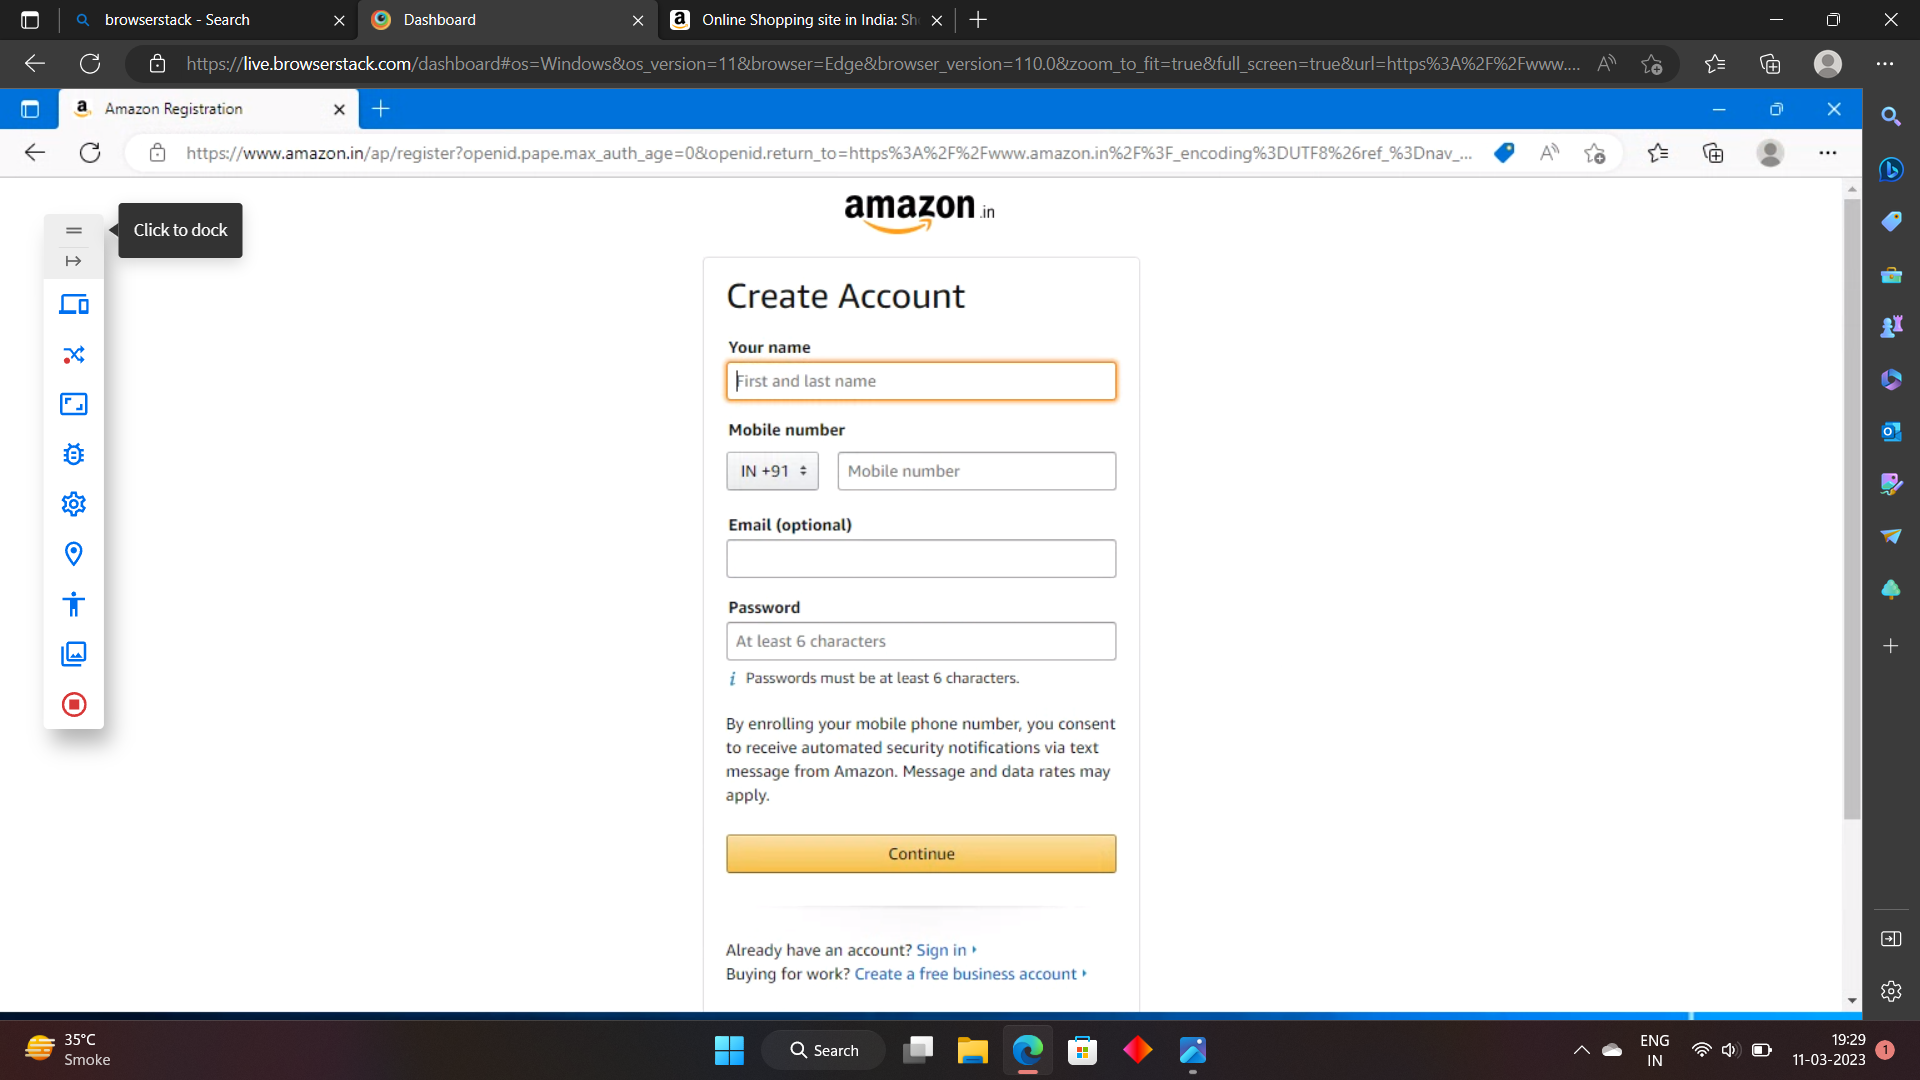 browserstack - Search
Dashboard
Online Shopping site in India: Sh
https://live.browserstack.com/dashboard#os=Windows&os_version=11&browser=Edge&browser_version=110.0&zoom_to_fit=true&full_screen=true&url=https%3A%2F%2Fwww....
Amazon Registration
https://www.amazon.in/ap/register?openid.pape.max_auth_age=0&openid.return_to=https%3A%2F%2Fwww.amazon.in%2F%3F_encoding%3DUTF8%26ref_%3Dnav_...
Click to dock
amazon.in
Create Account
Your name
First and last name
Mobile number
IN +91
Mobile number
Email (optional)
Password
At least 6 characters
i Passwords must be at least 6 characters.
By enrolling your mobile phone number, you consent
to receive automated security notifications via text
message from Amazon. Message and data rates may
apply.
Continue
Already have an account? Sign in
Buying for work? Create a free business account
35°C
Smoke
Search
ENG
IN
19:29
11-03-2023
1